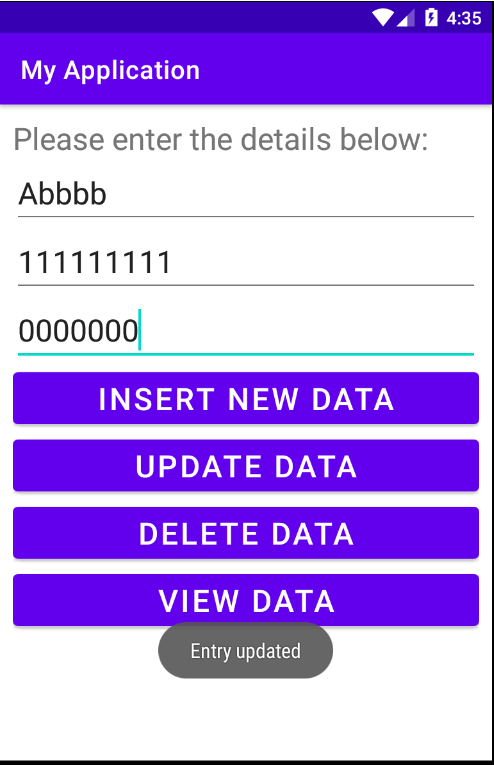 4:35
My Application
Please enter the details below:
Abbbb
111111111
0000000
INSERT NEW DATA
UPDATE DATA
DELETE DATA
VIEW DATA
Entry updated